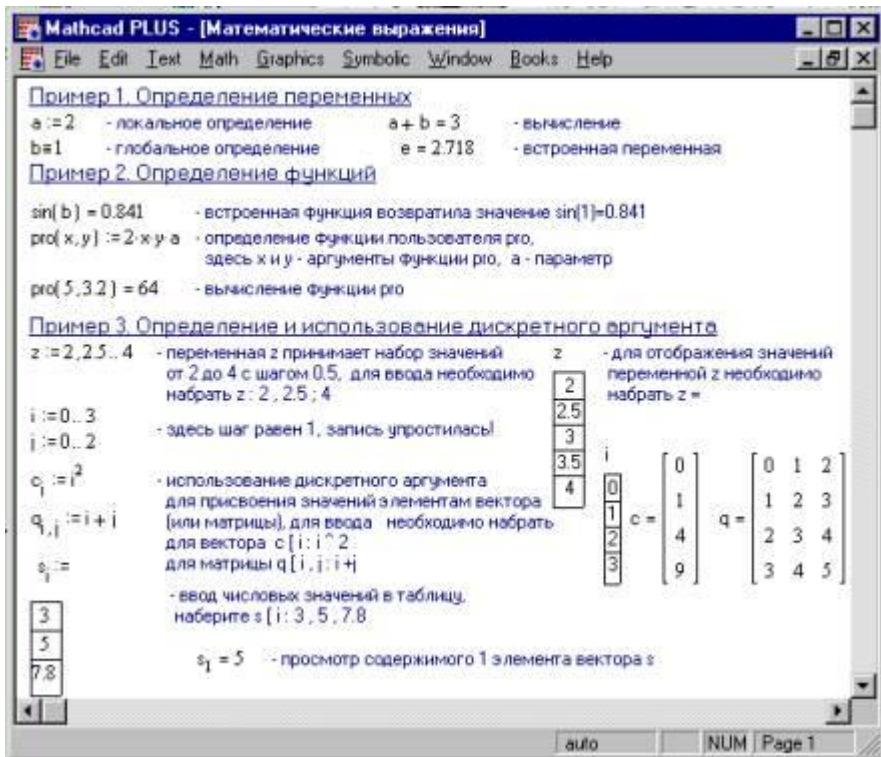 Mathcad PLUS - [Математические выражения]
File Edit Text Math Graphics Symbolic Window Books Help
Пример 1. Определение переменных
a := 2 - локальное определение a + b = 3 - вычисление
b ≡ 1 - глобальное определение e = 2.718 - встроенная переменная
Пример 2. Определение функций
sin( b ) = 0.841 - встроенная функция возвратила значение sin(1)=0.841
pro( x , y ) := 2·x·y·a - определение функции пользователя pro,
здесь x и y - аргументы функции pro, a - параметр
pro( 5 , 3.2 ) = 64 - вычисление функции pro
Пример 3. Определение и использование дискретного аргумента
z := 2 , 2.5 .. 4 - переменная z принимает набор значений
от 2 до 4 с шагом 0.5, для ввода необходимо
набрать z : 2 , 2.5 ; 4
z
2
2.5
3
3.5
4
- для отображения значений
переменной z необходимо
набрать z =
i := 0 .. 3
j := 0 .. 2
- здесь шаг равен 1, запись упростилась!
cᵢ := i²
qᵢ,ⱼ := i + j
sᵢ :=
3
5
7.8
- использование дискретного аргумента
для присвоения значений элементам вектора
(или матрицы), для ввода необходимо набрать
для вектора c [ i : i ^ 2
для матрицы q [ i , j : i +j
i
0
1
2
3
c =
0
1
4
9
q =
0 1 2
1 2 3
2 3 4
3 4 5
- ввод числовых значений в таблицу,
наберите s [ i : 3 , 5 , 7.8
s₁ = 5 - просмотр содержимого 1 элемента вектора s
auto NUM Page 1